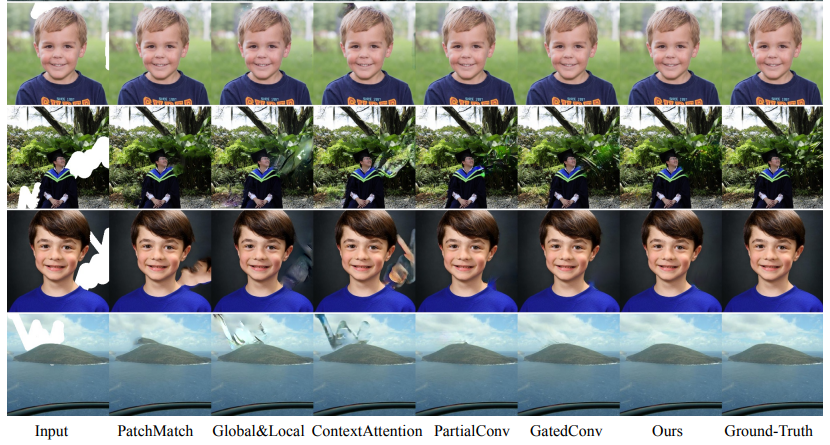 Input PatchMatch Global&Local ContextAttention PartialConv GatedConv Ours Ground-Truth